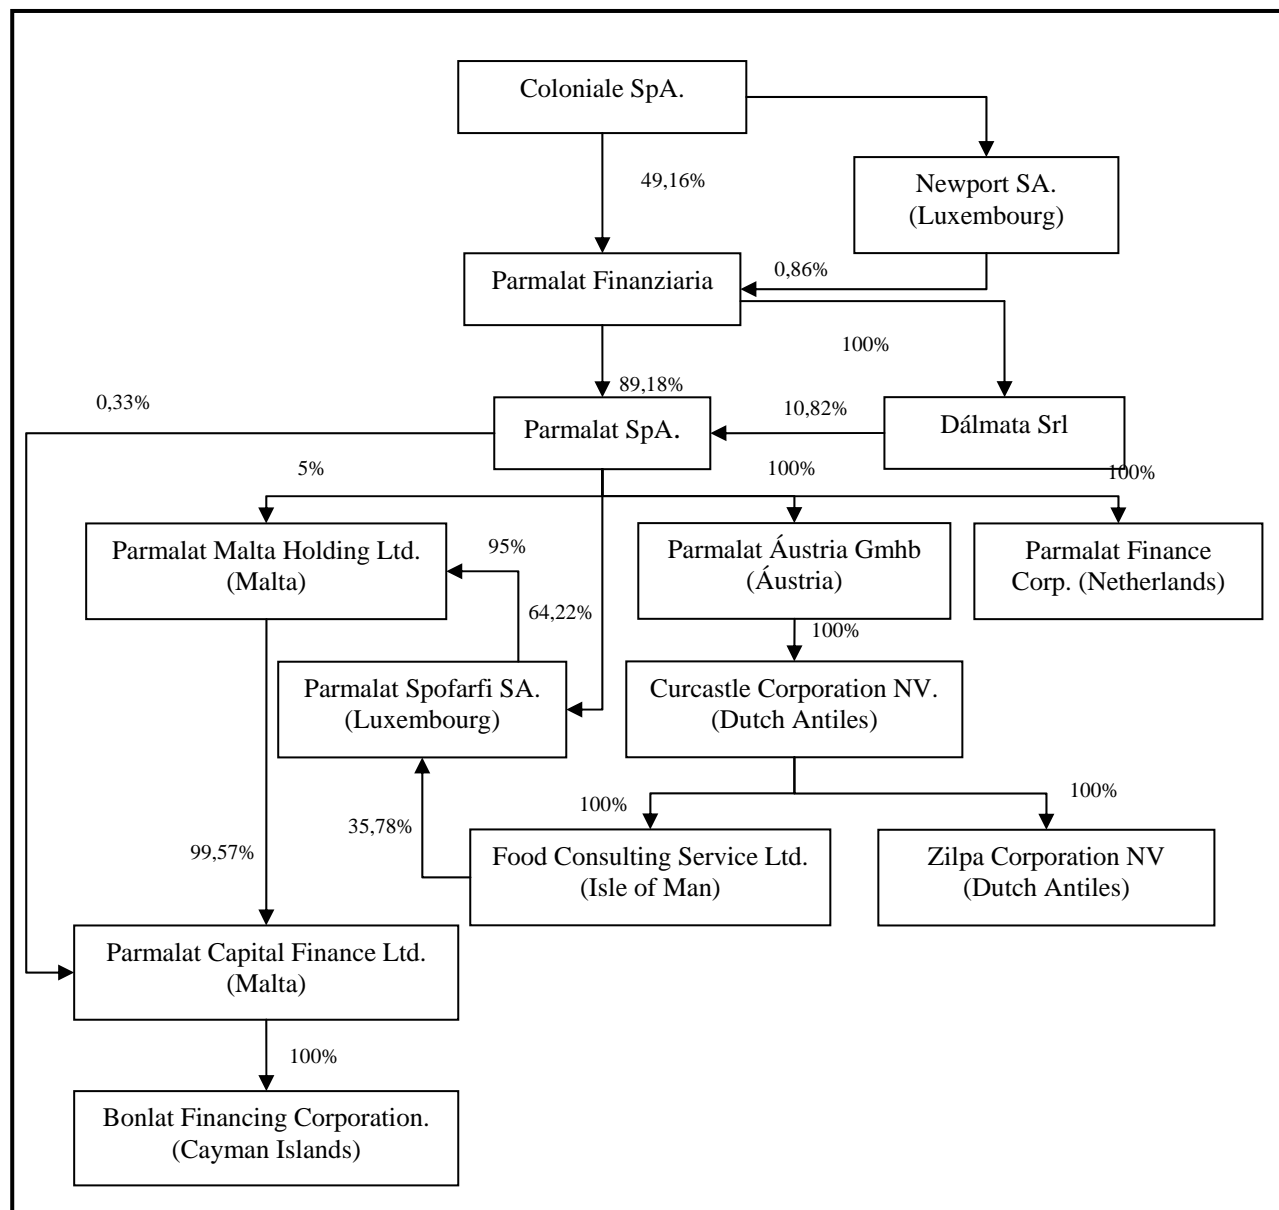 Coloniale SpA.
49,16%
Newport SA.
(Luxembourg)
0,86%
Parmalat Finanziaria
100%
89,18%
0,33%
10,82%
Parmalat SpA.
Dálmata Srl
5%
100%
100%
Parmalat Malta Holding Ltd.
(Malta)
95%
Parmalat Áustria Gmhb
(Áustria)
Parmalat Finance
Corp. (Netherlands)
64,22%
100%
Parmalat Spofarfi SA.
(Luxembourg)
Curcastle Corporation NV.
(Dutch Antiles)
100%
100%
35,78%
99,57%
Food Consulting Service Ltd.
(Isle of Man)
Zilpa Corporation NV
(Dutch Antiles)
Parmalat Capital Finance Ltd.
(Malta)
100%
Bonlat Financing Corporation.
(Cayman Islands)